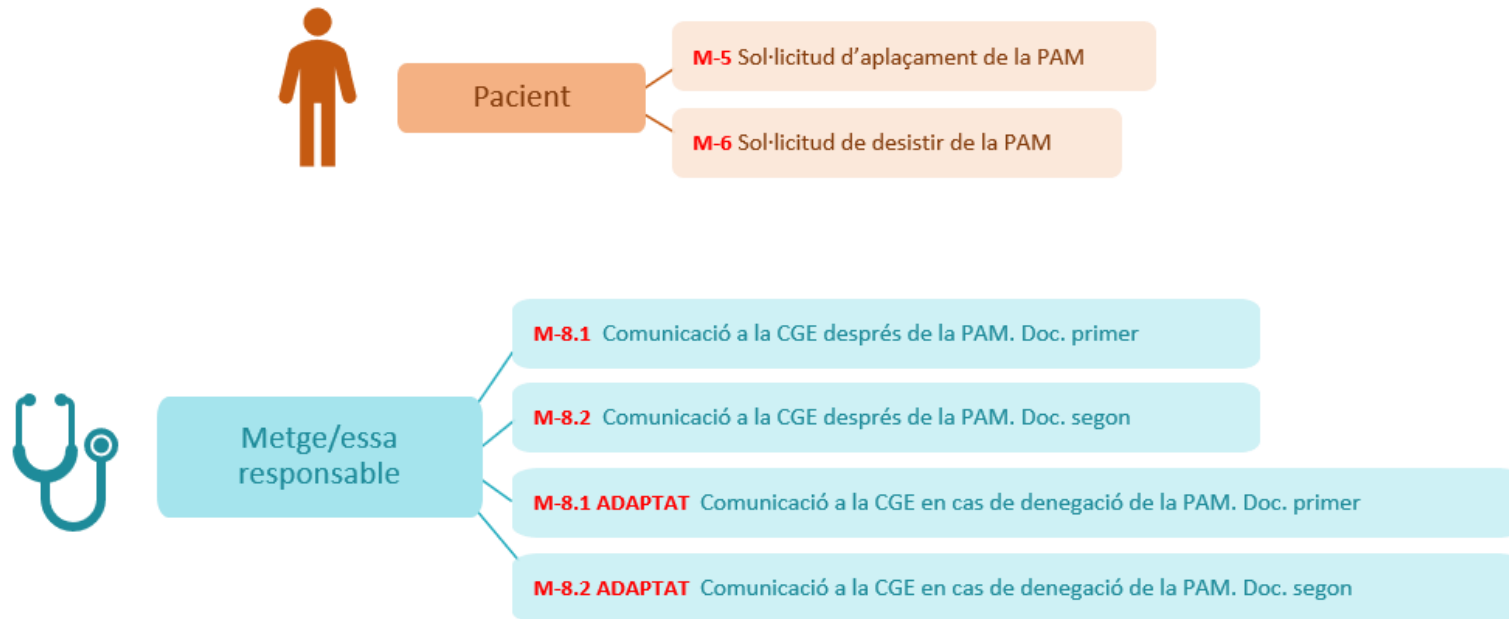 Pacient
M-5 Sol·licitud d’aplaçament de la PAM
M-6 Sol·licitud de desistir de la PAM
Metge/essa
responsable
M-8.1 Comunicació a la CGE després de la PAM. Doc. primer
M-8.2 Comunicació a la CGE després de la PAM. Doc. segon
M-8.1 ADAPTAT Comunicació a la CGE en cas de denegació de la PAM. Doc. primer
M-8.2 ADAPTAT Comunicació a la CGE en cas de denegació de la PAM. Doc. segon